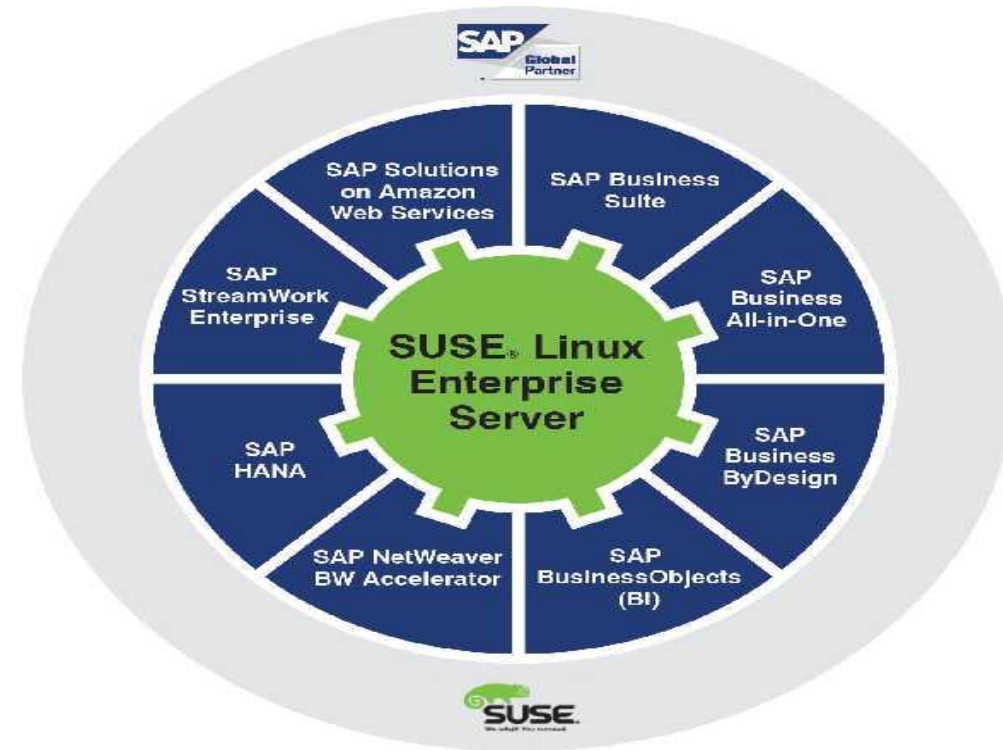 SAP
Global
Partner
SAP Solutions
on Amazon
Web Services
SAP Business
Suite
SAP
StreamWork
Enterprise
SAP
Business
All-in-One
SUSE® Linux
Enterprise
Server
SAP
HANA
SAP
Business
ByDesign
SAP NetWeaver
BW Accelerator
SAP
BusinessObjects
(BI)
SUSE.